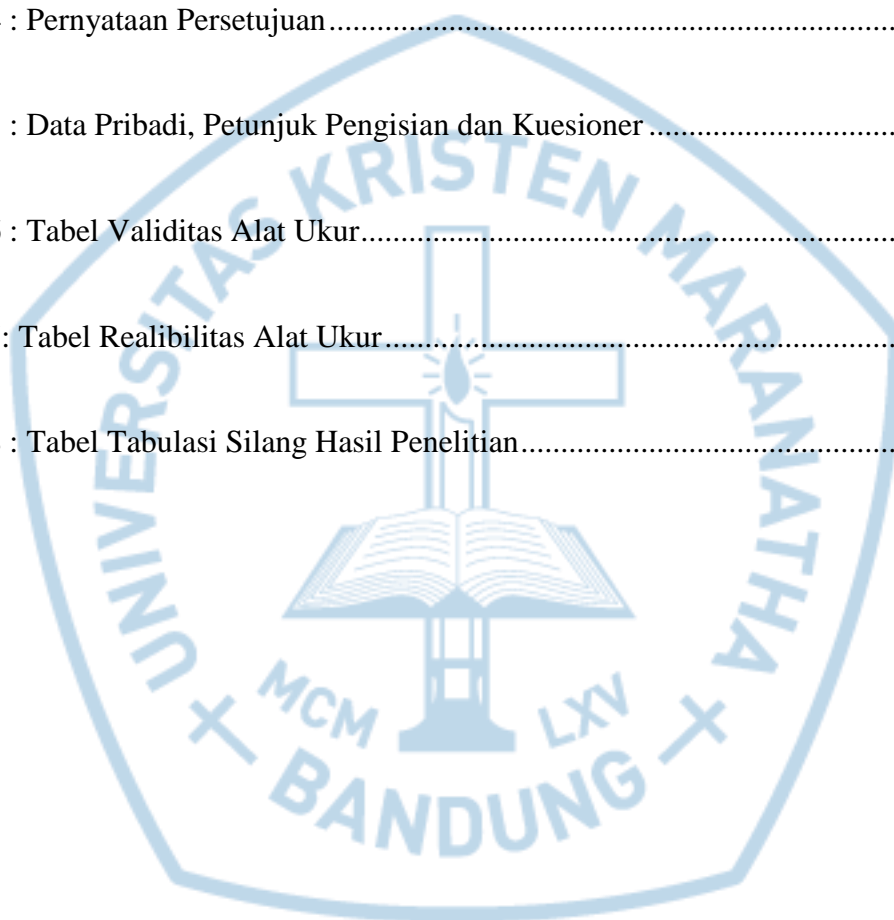 : Pernyataan Persetujuan................................................................................
: Data Pribadi, Petunjuk Pengisian dan Kuesioner................................
: Tabel Validitas Alat Ukur....................................................................
: Tabel Realibilitas Alat Ukur.................................................................
: Tabel Tabulasi Silang Hasil Penelitian................................................
UNIVERSITAS KRISTEN MARANATHA
MCM LXV
BANDUNG